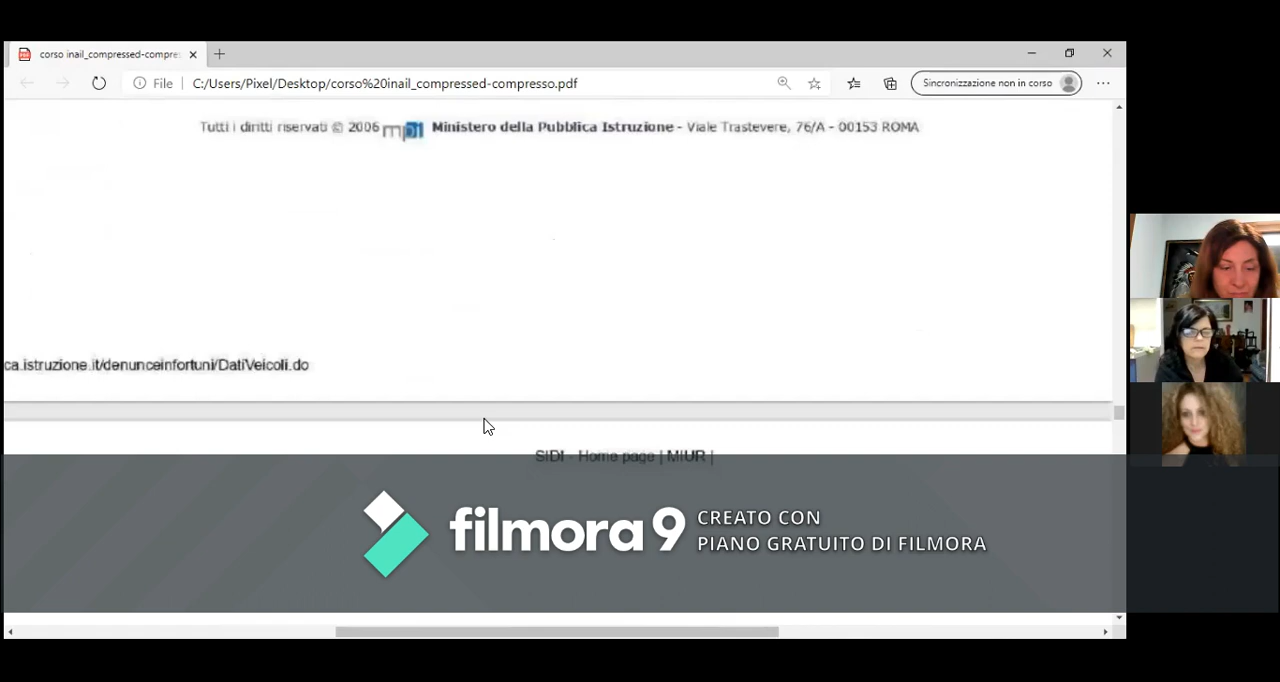 corso inail_compressed-compre
File
C:/Users/Pixel/Desktop/corso%20inail_compressed-compresso.pdf
Sincronizzazione non in corso
Tutti i diritti riservati © 2006 mpi Ministero della Pubblica Istruzione - Viale Trastevere, 76/A - 00153 ROMA
ca.istruzione.it/denunceinfortuni/DatiVeicoli.do
SIDI - Home page | MIUR |
filmora 9
CREATO CON
PIANO GRATUITO DI FILMORA